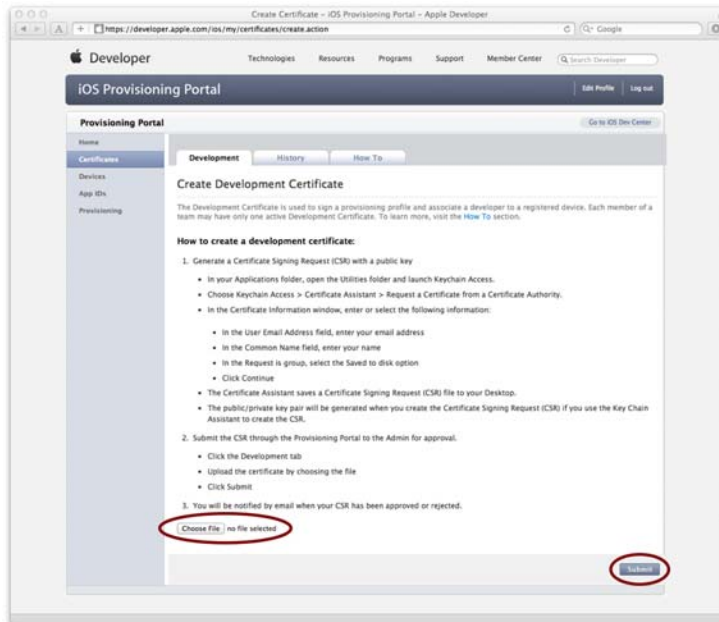 Create Certificate - iOS Provisioning Portal - Apple Developer
https://developer.apple.com/ios/my/certificates/create.action
Google
Developer
Technologies
Resources
Programs
Support
Member Center
Search Developer
iOS Provisioning Portal
Edit Profile
Log out
Provisioning Portal
Go to iOS Dev Center
Home
Certificates
Devices
App IDs
Provisioning
Development
History
How To
Create Development Certificate
The Development Certificate is used to sign a provisioning profile and associate a developer to a registered device. Each member of a
team may have only one active Development Certificate. To learn more, visit the How To section.
How to create a development certificate:
1. Generate a Certificate Signing Request (CSR) with a public key
• In your Applications folder, open the Utilities folder and launch Keychain Access.
• Choose Keychain Access > Certificate Assistant > Request a Certificate from a Certificate Authority.
• In the Certificate Information window, enter or select the following information:
• In the User Email Address field, enter your email address
• In the Common Name field, enter your name
• In the Request is group, select the Saved to disk option
• Click Continue
• The Certificate Assistant saves a Certificate Signing Request (CSR) file to your Desktop.
• The public/private key pair will be generated when you create the Certificate Signing Request (CSR) if you use the Key Chain
Assistant to create the CSR.
2. Submit the CSR through the Provisioning Portal to the Admin for approval.
• Click the Development tab
• Upload the certificate by choosing the file
• Click Submit
3. You will be notified by email when your CSR has been approved or rejected.
Choose File no file selected
Submit